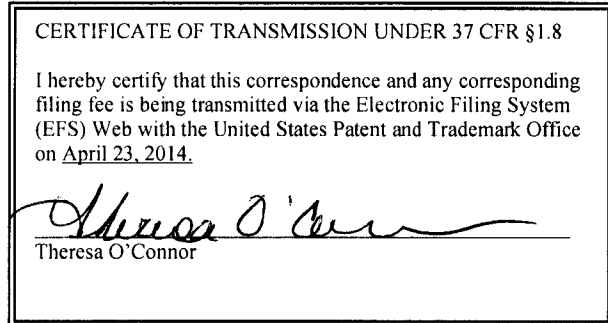 CERTIFICATE OF TRANSMISSION UNDER 37 CFR §1.8
I hereby certify that this correspondence and any corresponding
filing fee is being transmitted via the Electronic Filing System
(EFS) Web with the United States Patent and Trademark Office
on April 23, 2014.
Theresa O'Connor
Theresa O'Connor